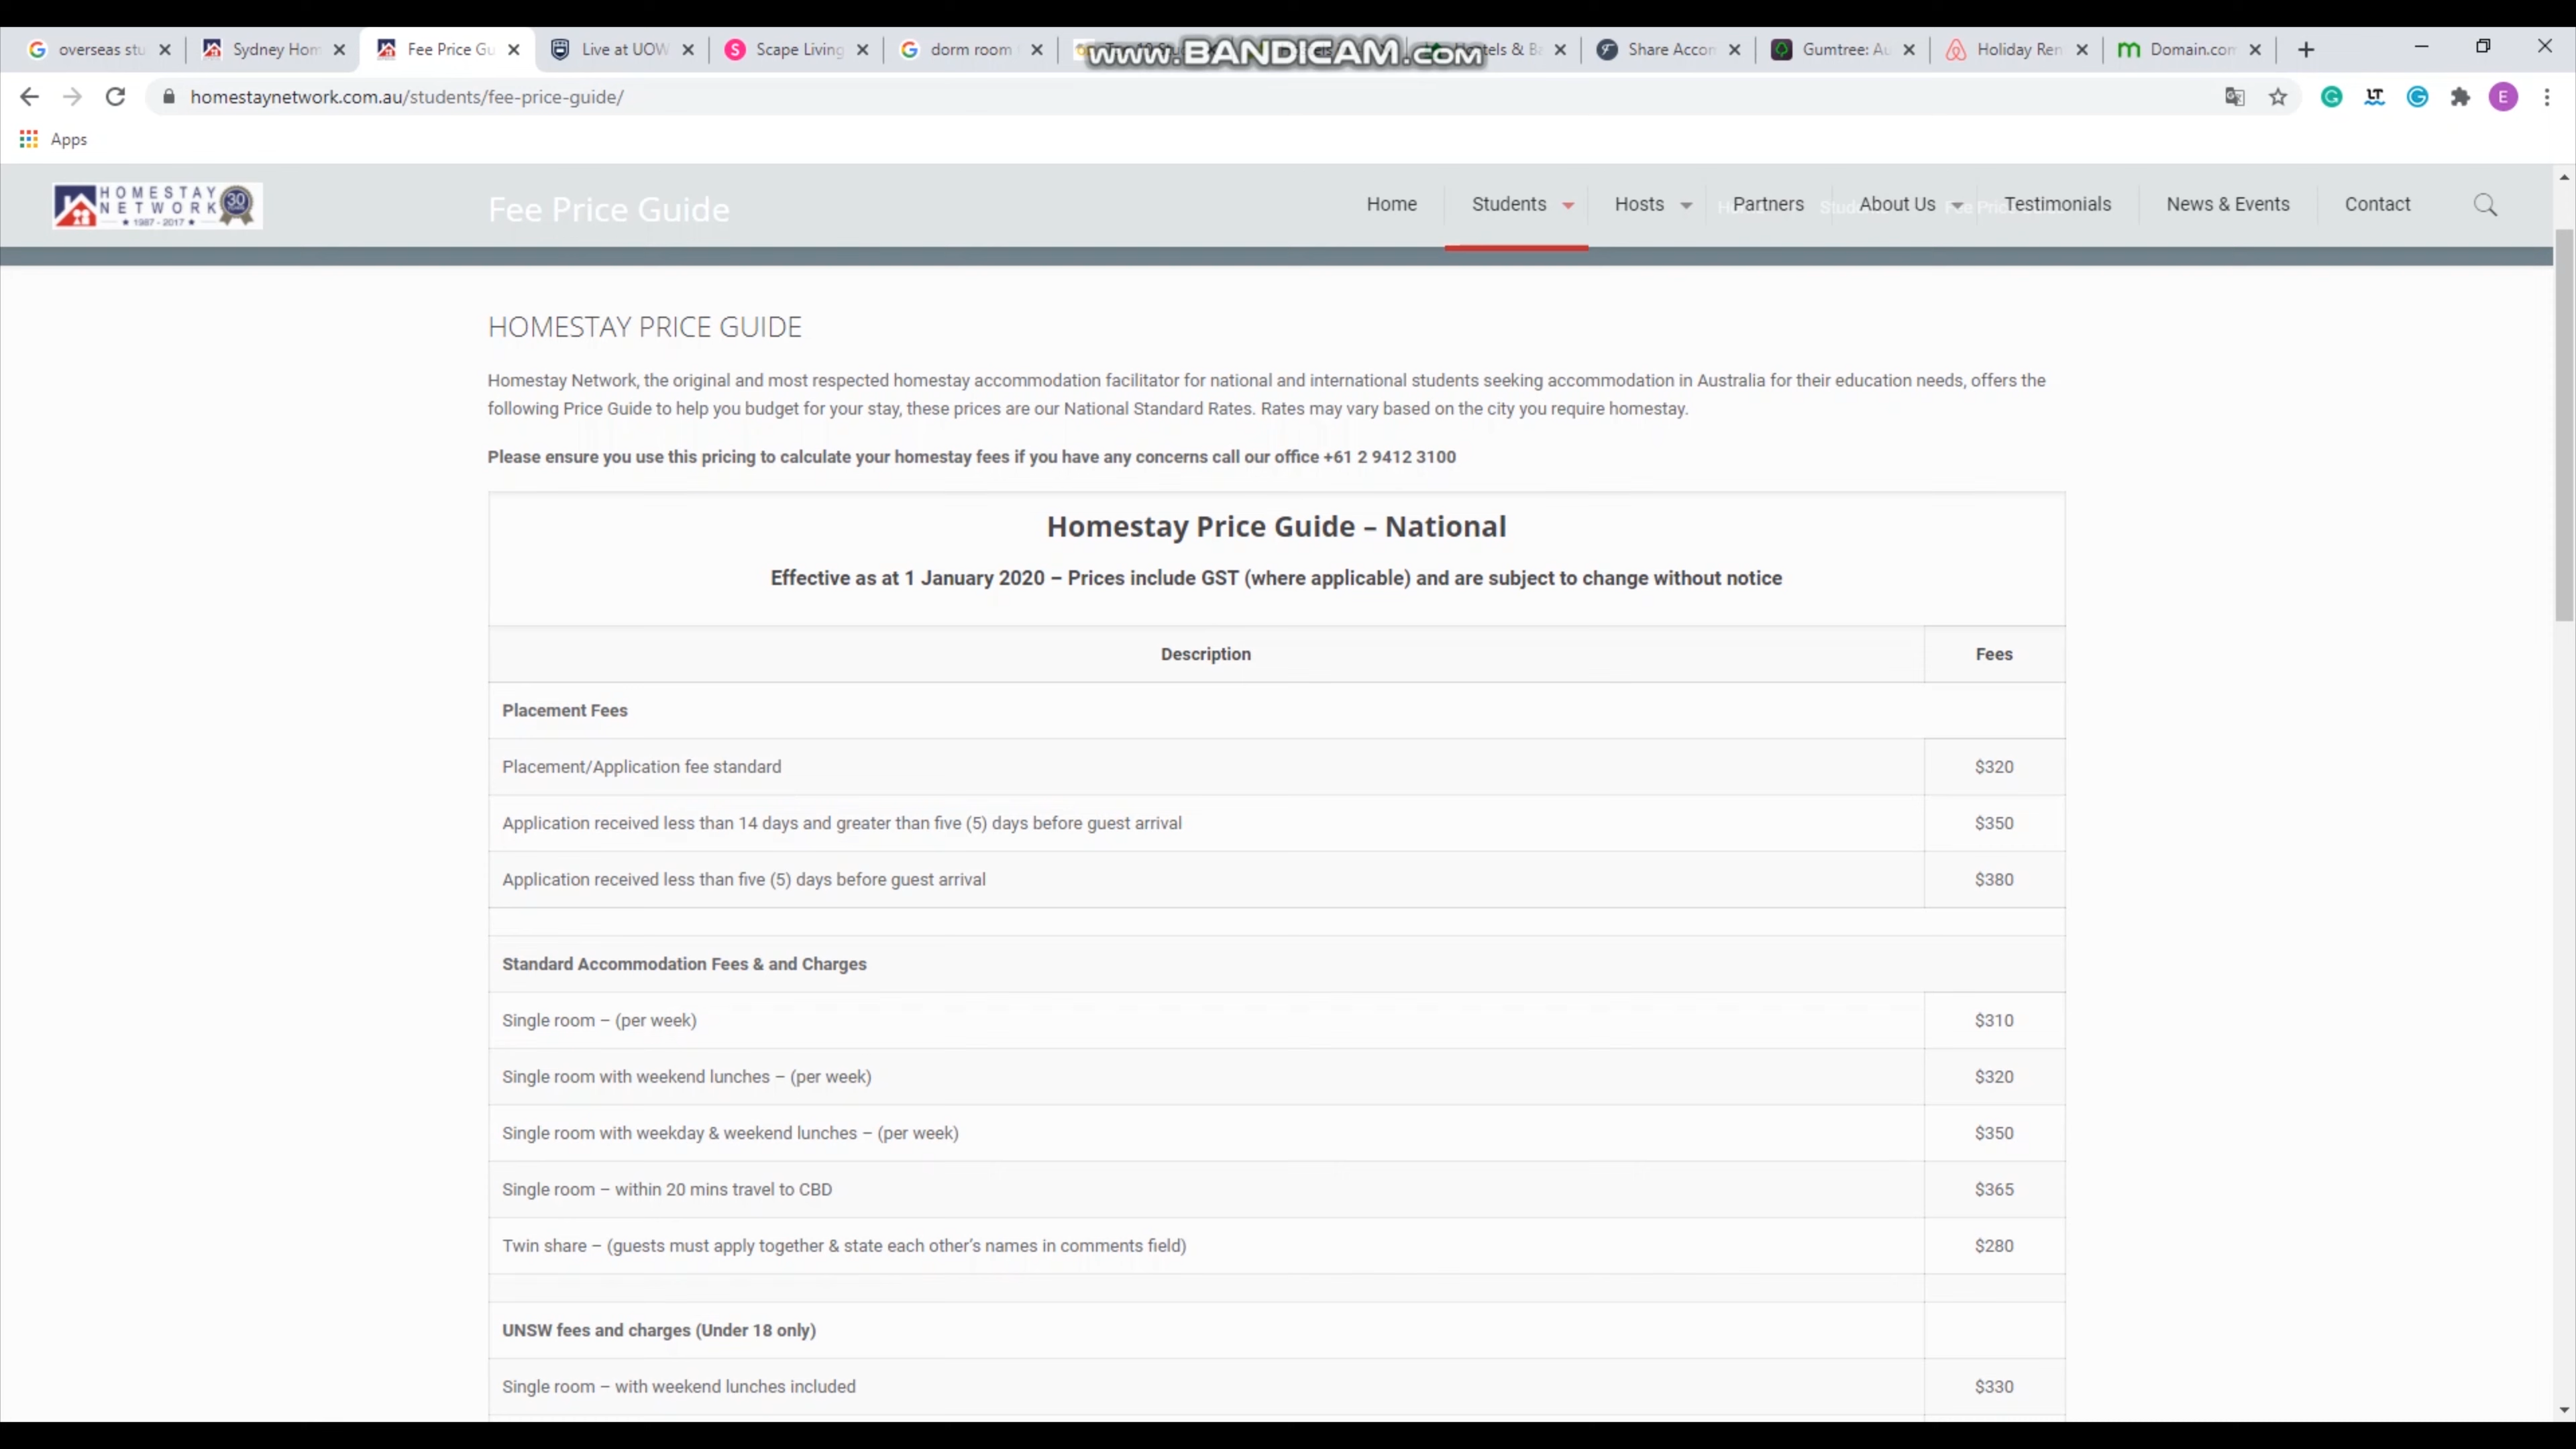 overseas stu
Sydney Hom
Fee Price Gu
Live at UOW
Scape Living
dorm room
www.BANDICAM.com
Share Accon
Gumtree: Au
Holiday Ren
Domain.com
homestaynetwork.com.au/students/fee-price-guide/
E
Apps
HOMESTAY
NETWORK
1987 - 2017
30
Fee Price Guide
Home
Students
Hosts
Partners
About Us
Testimonials
News & Events
Contact
HOMESTAY PRICE GUIDE
Homestay Network, the original and most respected homestay accommodation facilitator for national and international students seeking accommodation in Australia for their education needs, offers the
following Price Guide to help you budget for your stay, these prices are our National Standard Rates. Rates may vary based on the city you require homestay.
Please ensure you use this pricing to calculate your homestay fees if you have any concerns call our office +61 2 9412 3100
Homestay Price Guide – National
Effective as at 1 January 2020 – Prices include GST (where applicable) and are subject to change without notice
Description Fees
Placement Fees
Placement/Application fee standard $320
Application received less than 14 days and greater than five (5) days before guest arrival $350
Application received less than five (5) days before guest arrival $380
Standard Accommodation Fees & and Charges
Single room – (per week) $310
Single room with weekend lunches – (per week) $320
Single room with weekday & weekend lunches – (per week) $350
Single room – within 20 mins travel to CBD $365
Twin share – (guests must apply together & state each other's names in comments field) $280
UNSW fees and charges (Under 18 only)
Single room – with weekend lunches included $330